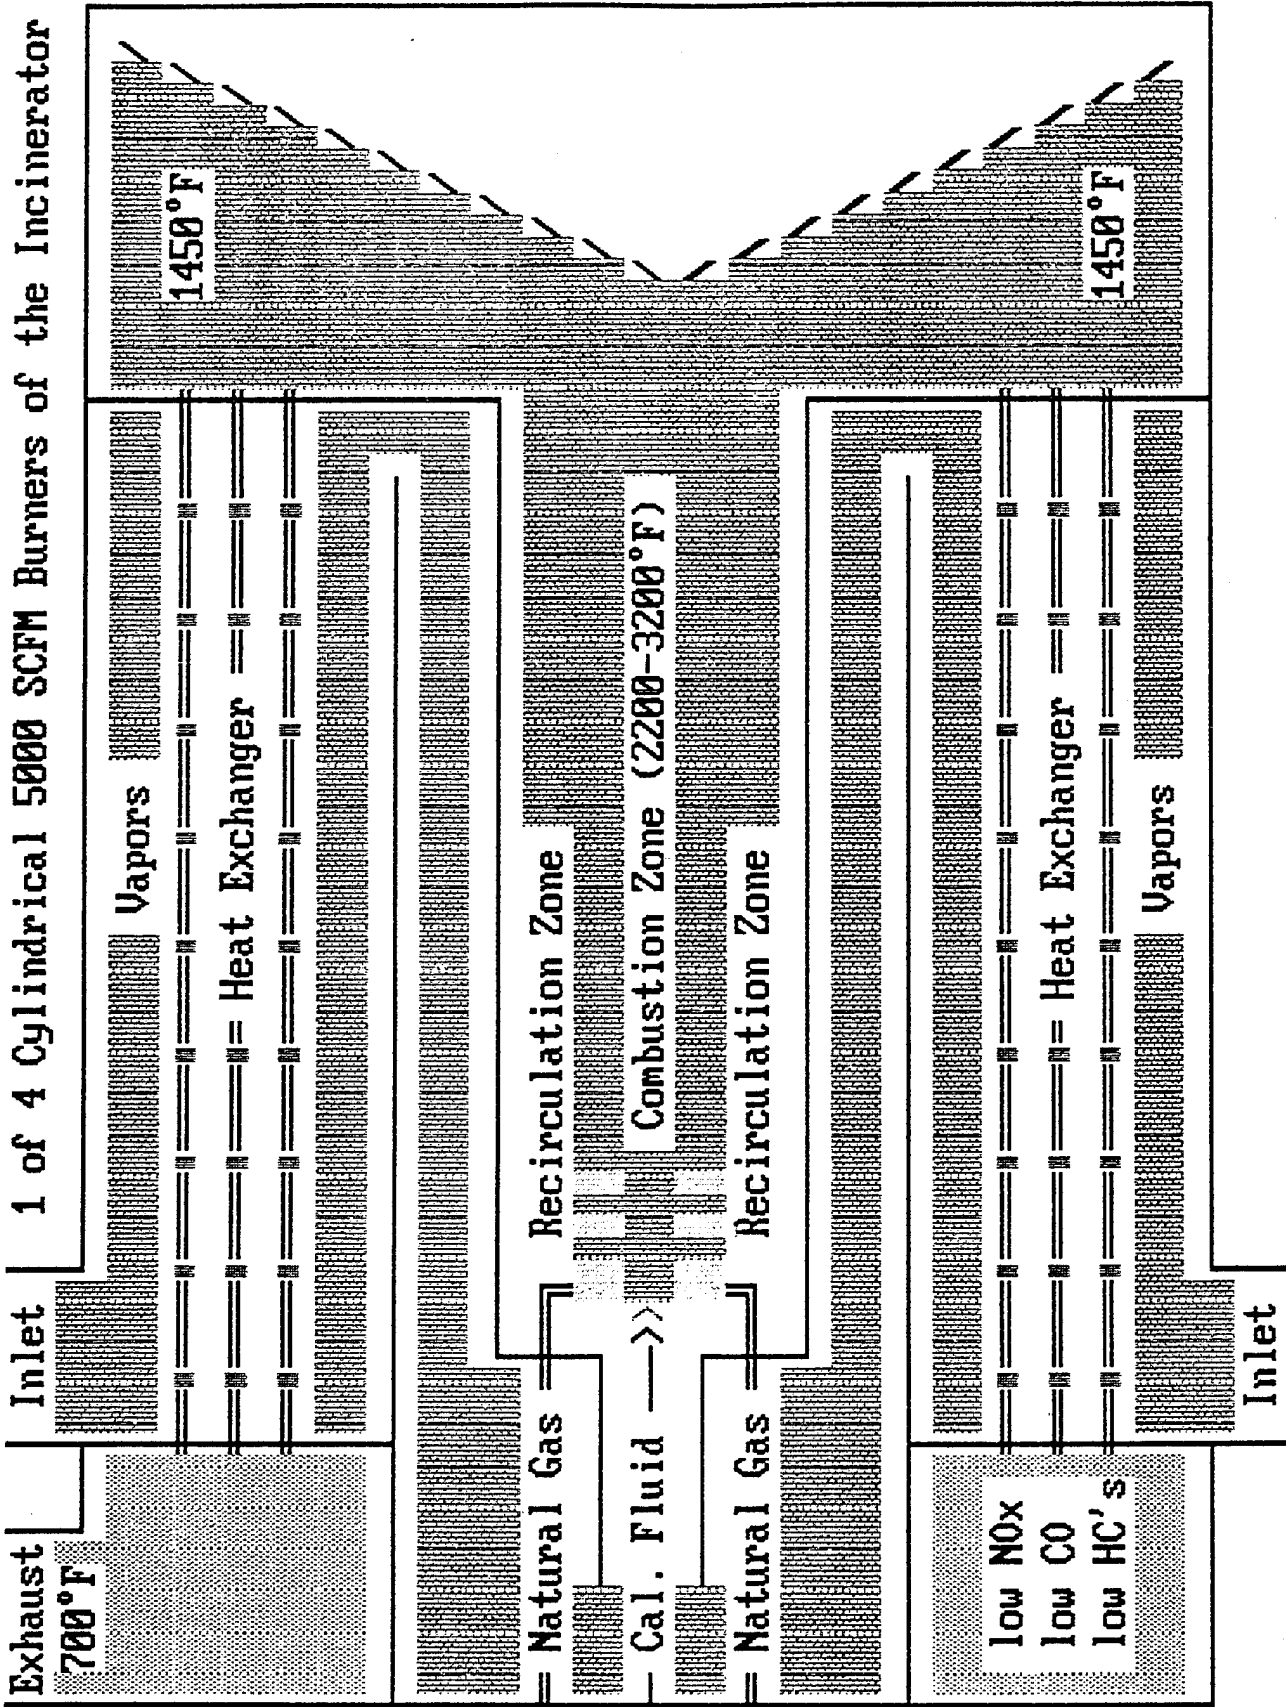 1 of 4 Cylindrical 5000 SCFM Burners of the Incinerator
Exhaust
700°F
Inlet
Vapors
1450°F
Heat Exchanger
Recirculation Zone
Natural Gas
Cal. Fluid
Combustion Zone (2200-3200°F)
Natural Gas
Recirculation Zone
Heat Exchanger
1450°F
low NOx
low CO
low HC's
Vapors
Inlet